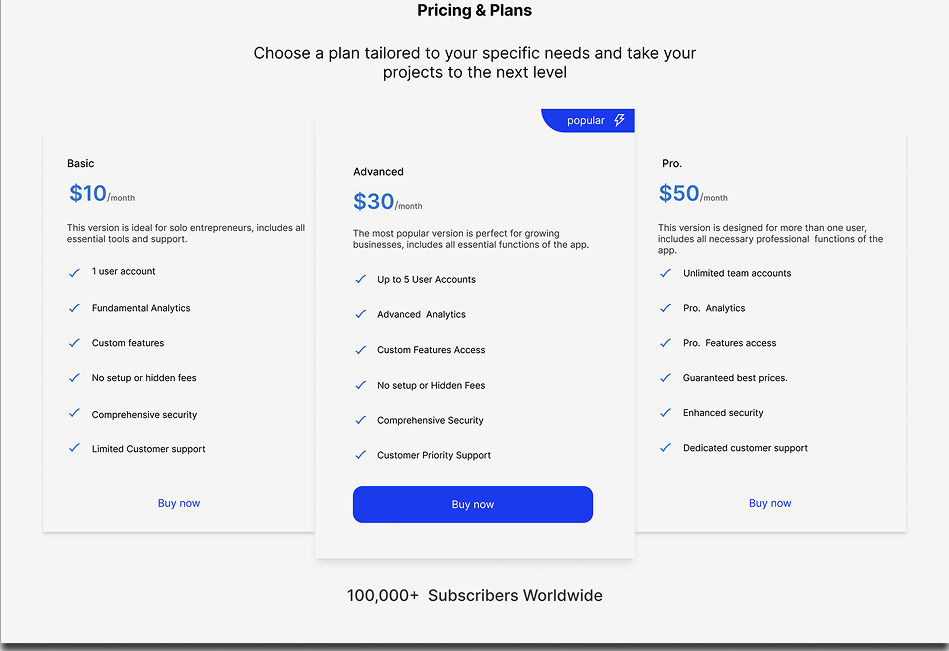 Pricing & Plans
Choose a plan tailored to your specific needs and take your
projects to the next level
Basic
$10/month
This version is ideal for solo entrepreneurs, includes all
essential tools and support.
1 user account
Fundamental Analytics
Custom features
No setup or hidden fees
Comprehensive security
Limited Customer support
Buy now
popular
Advanced
$30/month
The most popular version is perfect for growing
businesses, includes all essential functions of the app.
Up to 5 User Accounts
Advanced  Analytics
Custom Features Access
No setup or Hidden Fees
Comprehensive Security
Customer Priority Support
Buy now
Pro.
$50/month
This version is designed for more than one user,
includes all necessary professional  functions of the
app.
Unlimited team accounts
Pro.  Analytics
Pro.  Features access
Guaranteed best prices.
Enhanced security
Dedicated customer support
Buy now
100,000+  Subscribers Worldwide